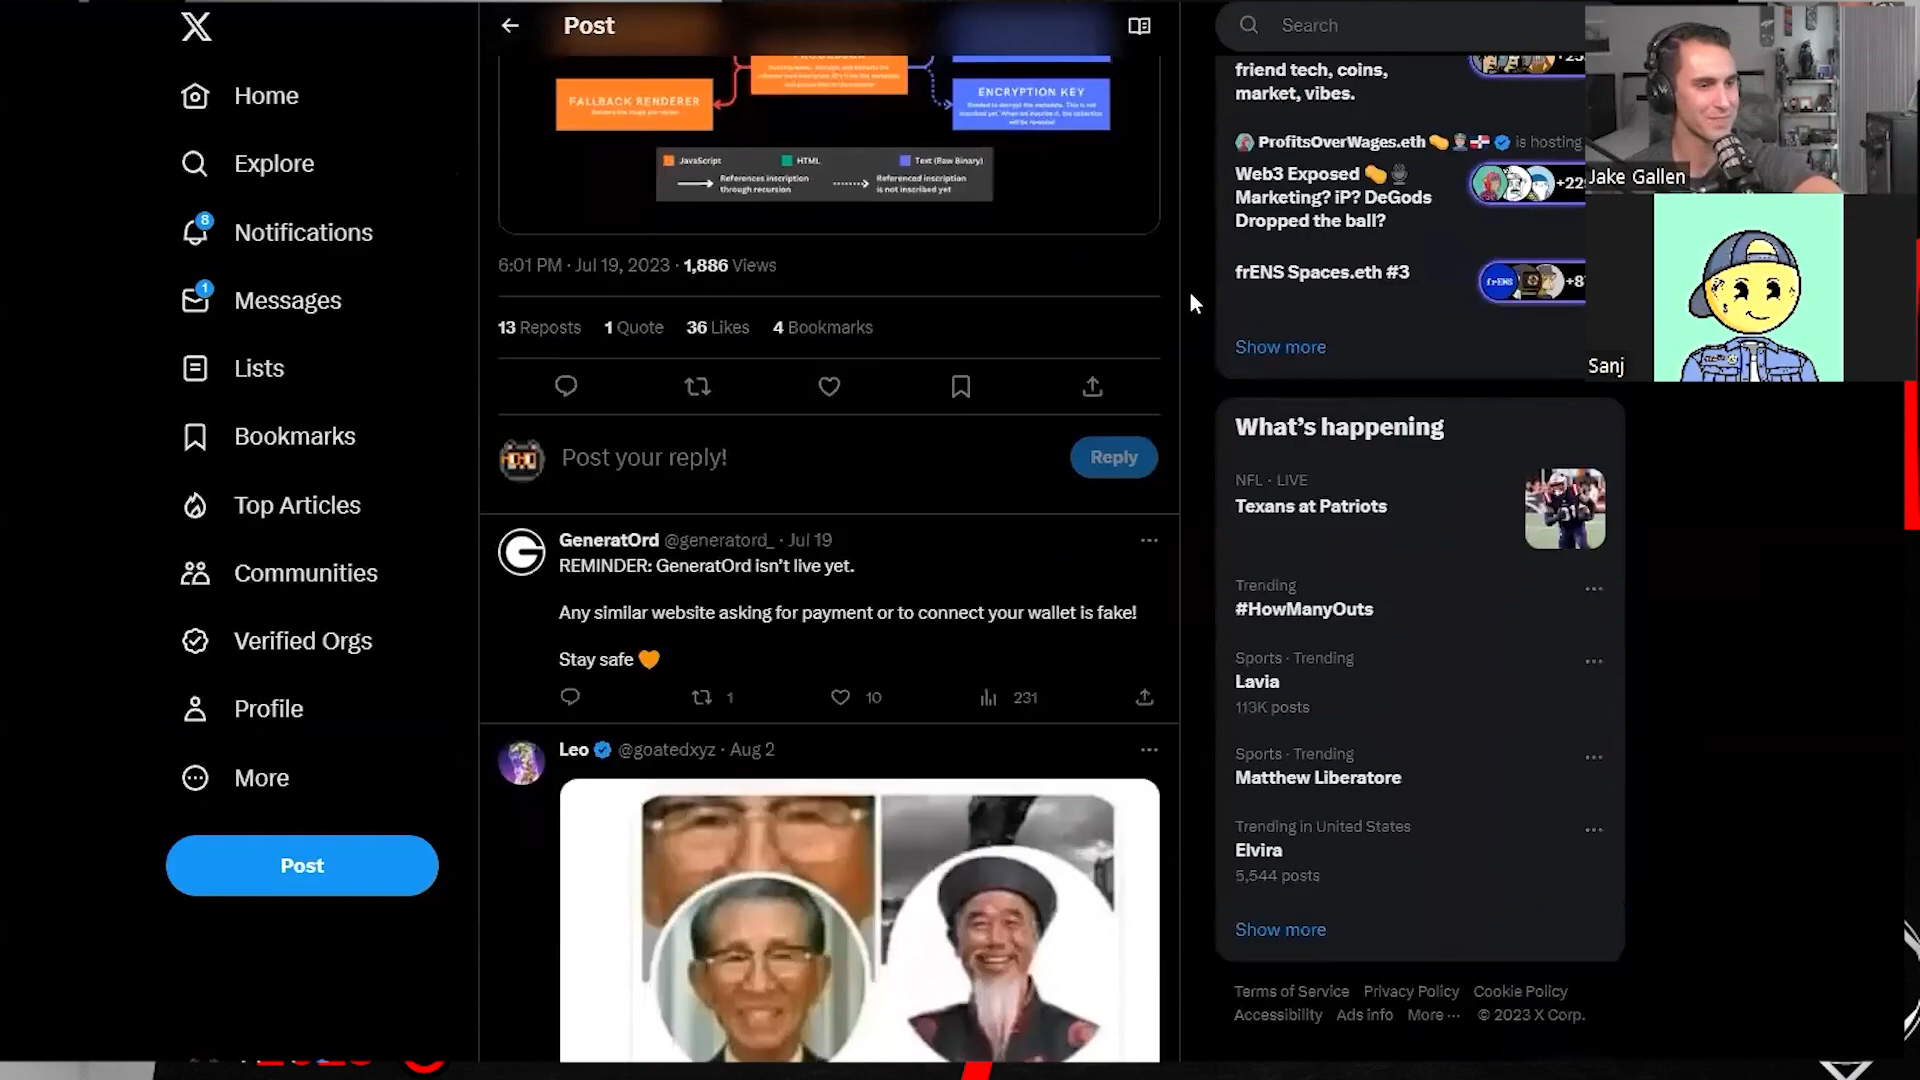 Home
Explore
8
Notifications
1
Messages
Lists
Bookmarks
Top Articles
Communities
Verified Orgs
Profile
More
Post
Post
FALLBACK RENDERER
ENCRYPTION KEY
JavaScript
HTML
Text (Raw Binary)
References inscription
through recursion
Referenced inscription
is not inscribed yet
6:01 PM · Jul 19, 2023 · 1,886 Views
13 Reposts 1 Quote 36 Likes 4 Bookmarks
Post your reply!
Reply
GeneratOrd @generatord_ · Jul 19
REMINDER: GeneratOrd isn't live yet.
Any similar website asking for payment or to connect your wallet is fake!
Stay safe 🧡
1
10
231
Leo @goatedxyz · Aug 2
Search
friend tech, coins,
market, vibes.
ProfitsOverWages.eth is hosting
Web3 Exposed
Marketing? iP? DeGods
Dropped the ball?
+22
frENS Spaces.eth #3
frENS
+8
Show more
Jake Gallen
Sanj
What's happening
NFL · LIVE
Texans at Patriots
Trending
#HowManyOuts
Sports · Trending
Lavia
113K posts
Sports · Trending
Matthew Liberatore
Trending in United States
Elvira
5,544 posts
Show more
Terms of Service Privacy Policy Cookie Policy
Accessibility Ads info More ··· © 2023 X Corp.